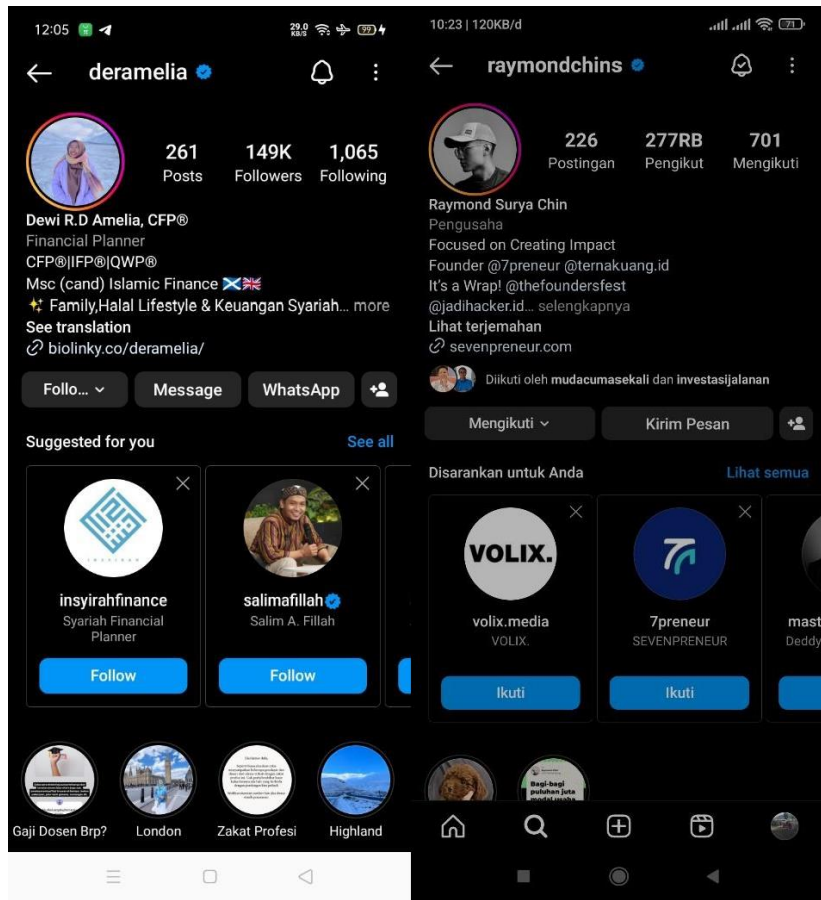 12:05
29.0 KB/S
99
deramelia
261
149K
1,065
Posts
Followers
Following
Dewi R.D Amelia, CFP®
Financial Planner
CFP®|IFP®|QWP®
Msc (cand) Islamic Finance
Family,Halal Lifestyle & Keuangan Syariah... more
See translation
biolinky.co/deramelia/
Follo...
Message
WhatsApp
Suggested for you
See all
insyirahfinance
Syariah Financial
Planner
Follow
salimafillah
Salim A. Fillah
Follow
Gaji Dosen Brp?
London
Zakat Profesi
Highland
10:23 | 120KB/d
71
raymondchins
226
277RB
701
Postingan
Pengikut
Mengikuti
Raymond Surya Chin
Pengusaha
Focused on Creating Impact
Founder @7preneur @ternakuang.id
It's a Wrap! @thefoundersfest
@jadihacker.id... selengkapnya
Lihat terjemahan
sevenpreneur.com
Diikuti oleh mudacumasekali dan investasijalanan
Mengikuti
Kirim Pesan
Disarankan untuk Anda
Lihat semua
VOLIX.
volix.media
VOLIX.
Ikuti
7preneur
SEVENPRENEUR
Ikuti
mast
Deddy
Bagi-bagi
puluhan juta
modal usaha